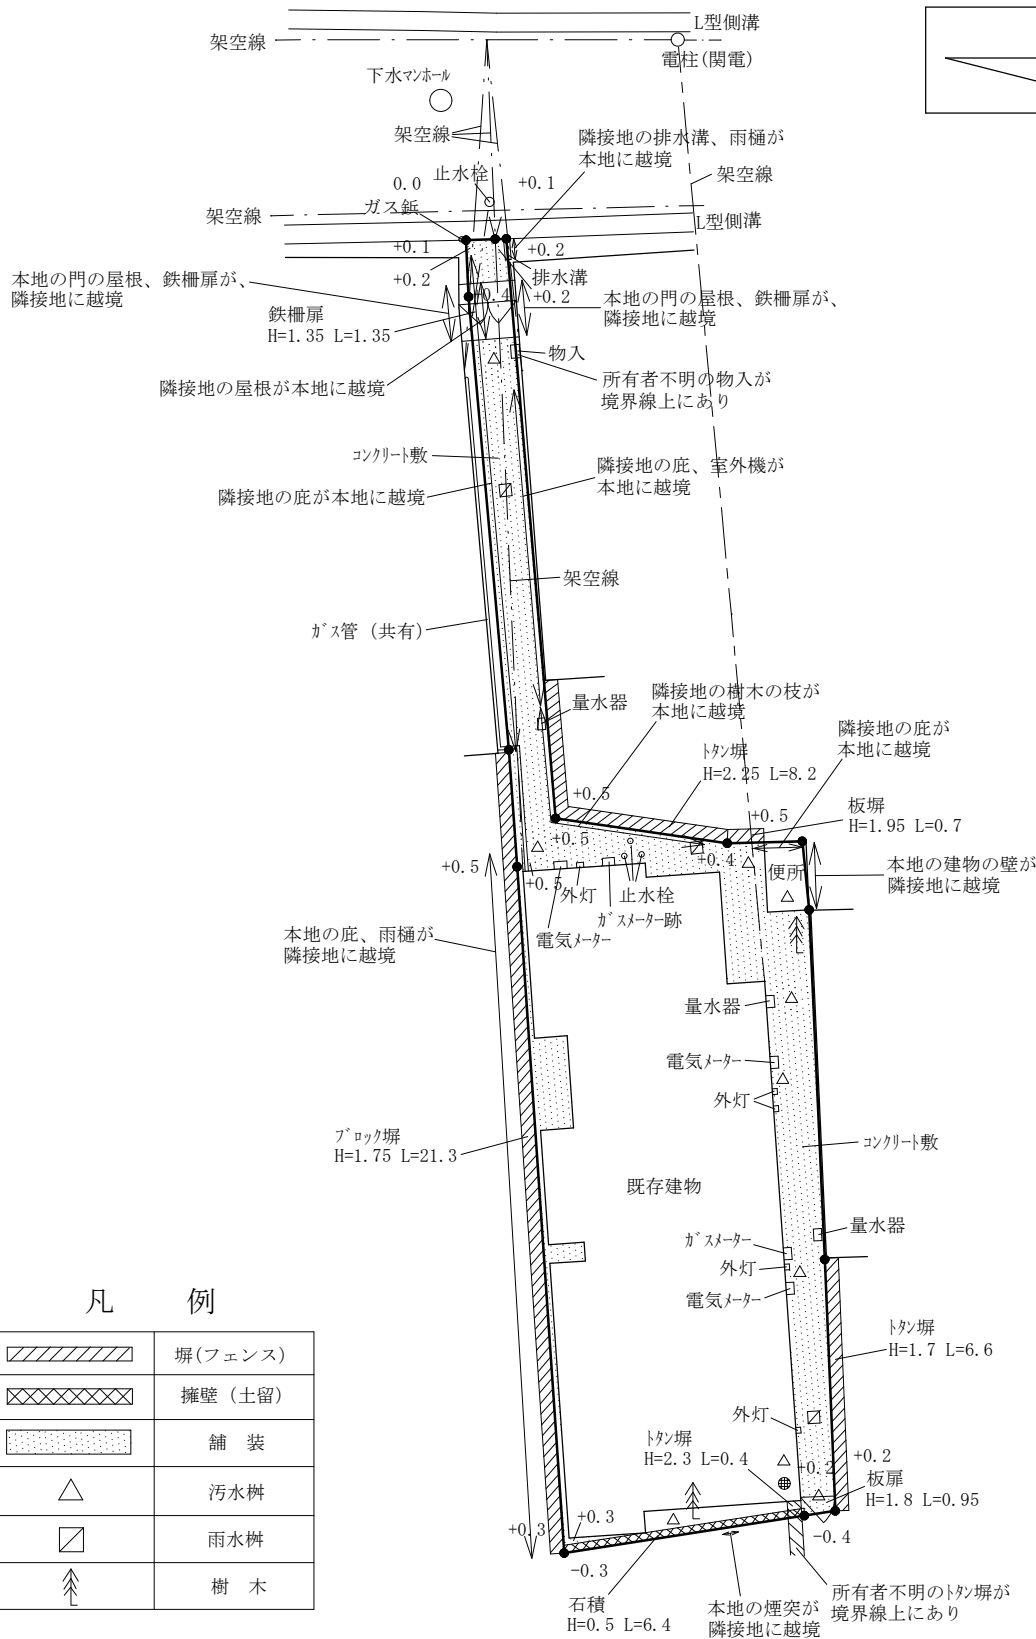 L型側溝
架空線
電柱(関電)
下水マンホール
架空線
隣接地の排水溝、雨樋が
本地に越境
止水栓
0.0
+0.1
架空線
ガス鋲
架空線
L型側溝
+0.1
+0.2
+0.2
排水溝
本地の門の屋根、鉄柵扉が、
隣接地に越境
+0.4
+0.2
本地の門の屋根、鉄柵扉が、
隣接地に越境
鉄柵扉
H=1.35 L=1.35
物入
隣接地の屋根が本地に越境
所有者不明の物入が
境界線上にあり
コンクリート敷
隣接地の庇、室外機が
本地に越境
隣接地の庇が本地に越境
架空線
ガス管（共有）
量水器
隣接地の樹木の枝が
本地に越境
隣接地の庇が
本地に越境
トタン塀
H=2.25 L=8.2
+0.5
+0.5
板塀
H=1.95 L=0.7
+0.5
+0.4
+0.5
+0.5
便所
本地の建物の壁が
隣接地に越境
外灯
止水栓
ガスメーター跡
電気メーター
本地の庇、雨樋が
隣接地に越境
量水器
電気メーター
外灯
ブロック塀
H=1.75 L=21.3
コンクリート敷
既存建物
量水器
ガスメーター
外灯
電気メーター
トタン塀
H=1.7 L=6.6
外灯
トタン塀
H=2.3 L=0.4
+0.2
+0.2
板扉
H=1.8 L=0.95
+0.3
+0.3
-0.4
-0.3
石積
H=0.5 L=6.4
本地の煙突が
隣接地に越境
所有者不明のトタン塀が
境界線上にあり
凡 例
塀(フェンス)
擁壁（土留）
舗 装
汚水桝
雨水桝
樹 木